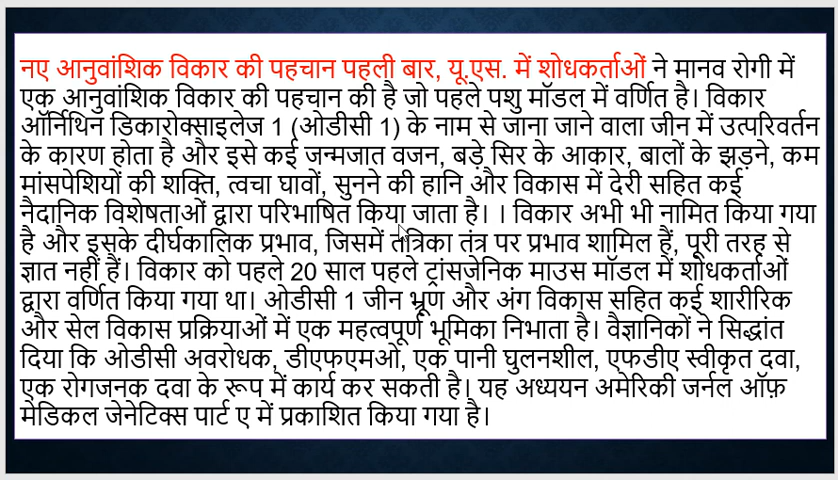 नए आनुवांशिक विकार की पहचान पहली बार, यू.एस. में शोधकर्ताओं ने मानव रोगी में
एक आनुवांशिक विकार की पहचान की है जो पहले पशु मॉडल में वर्णित है। विकार
ऑर्निथिन डिकारोक्साइलेज 1 (ओडीसी 1) के नाम से जाना जाने वाला जीन में उत्परिवर्तन
के कारण होता है और इसे कई जन्मजात वजन, बड़े सिर के आकार, बालों के झड़ने, कम
मांसपेशियों की शक्ति, त्वचा घावों, सुनने की हानि और विकास में देरी सहित कई
नैदानिक विशेषताओं द्वारा परिभाषित किया जाता है। । विकार अभी भी नामित किया गया
है और इसके दीर्घकालिक प्रभाव, जिसमें तंत्रिका तंत्र पर प्रभाव शामिल हैं, पूरी तरह से
ज्ञात नहीं हैं। विकार को पहले 20 साल पहले ट्रांसजेनिक माउस मॉडल में शोधकर्ताओं
द्वारा वर्णित किया गया था। ओडीसी 1 जीन भ्रूण और अंग विकास सहित कई शारीरिक
और सेल विकास प्रक्रियाओं में एक महत्वपूर्ण भूमिका निभाता है। वैज्ञानिकों ने सिद्धांत
दिया कि ओडीसी अवरोधक, डीएफएमओ, एक पानी घुलनशील, एफडीए स्वीकृत दवा,
एक रोगजनक दवा के रूप में कार्य कर सकती है। यह अध्ययन अमेरिकी जर्नल ऑफ़
मेडिकल जेनेटिक्स पार्ट ए में प्रकाशित किया गया है।